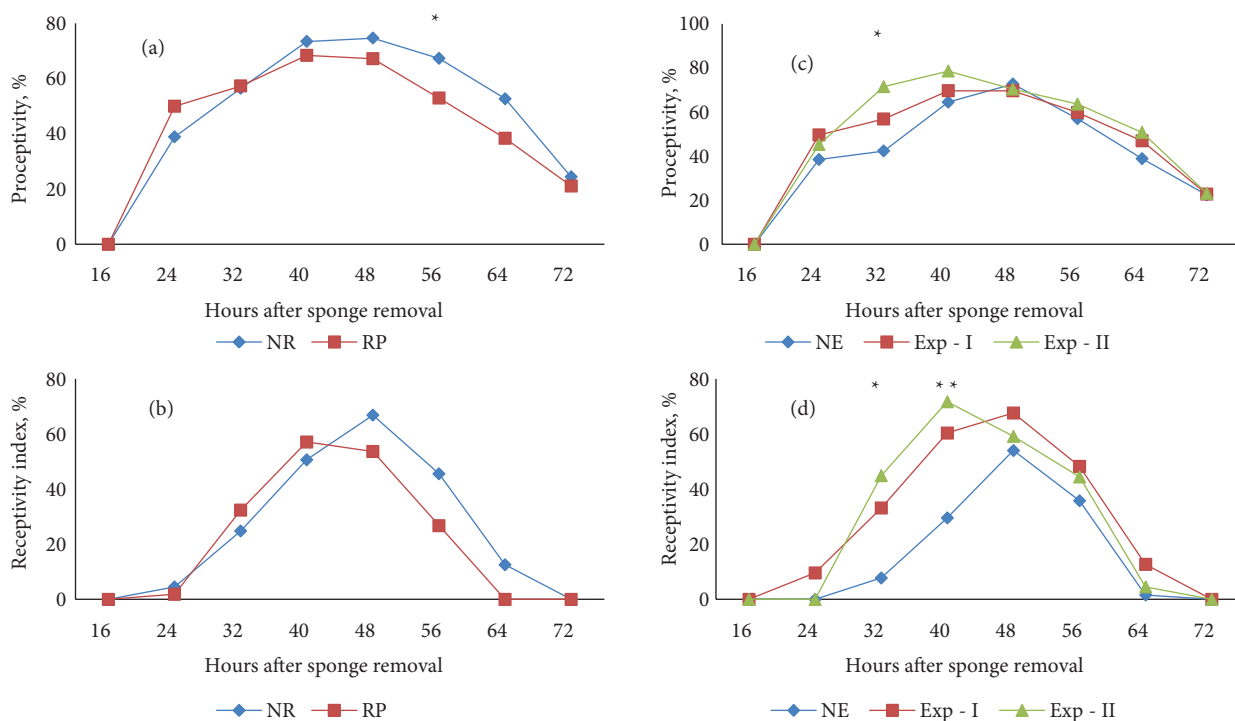 80
60
40
20
0
Proceptivity, %
(a)
*
16 24 32 40 48 56 64 72
Hours after sponge removal
NR RP
100
80
60
40
20
0
Proceptivity, %
(c)
*
16 24 32 40 48 56 64 72
Hours after sponge removal
NE Exp - I Exp - II
80
60
40
20
0
Receptivity index, %
(b)
16 24 32 40 48 56 64 72
Hours after sponge removal
NR RP
80
60
40
20
0
Receptivity index, %
(d)
* * *
16 24 32 40 48 56 64 72
Hours after sponge removal
NE Exp - I Exp - II